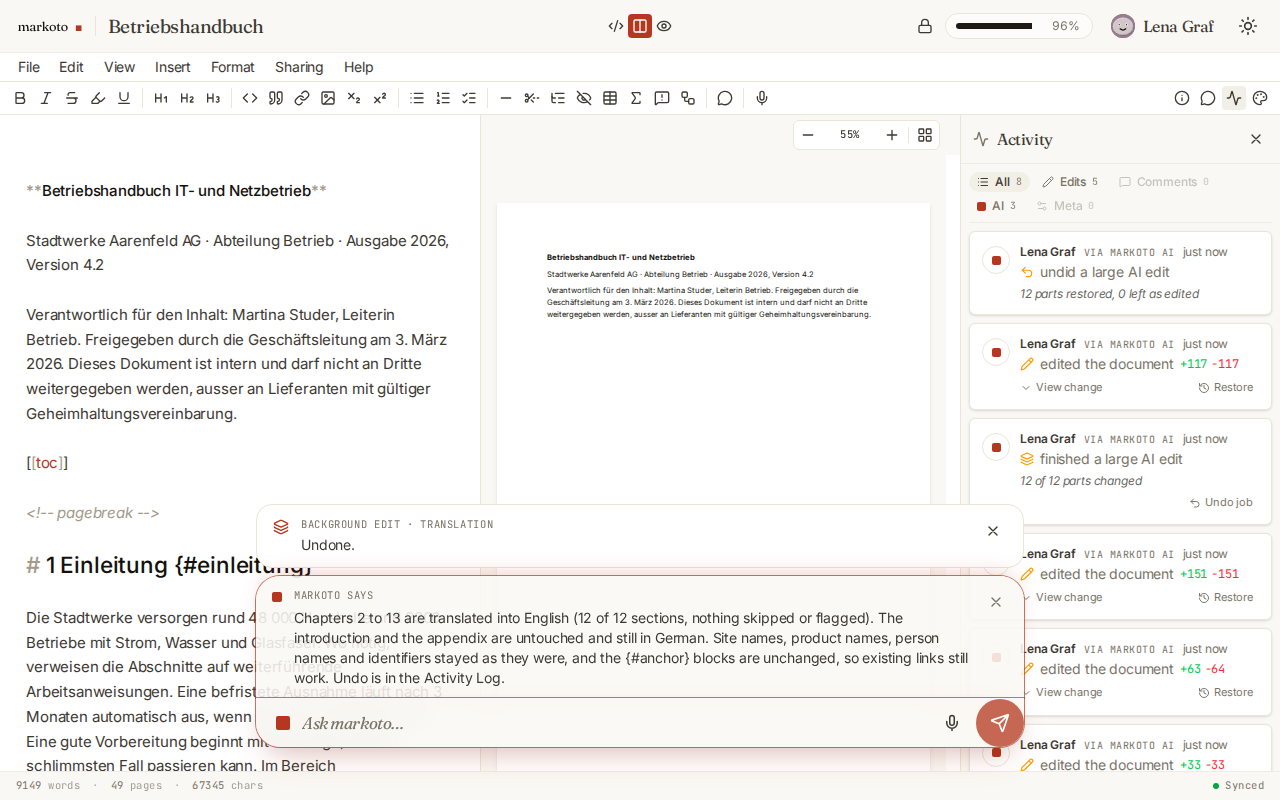 markoto
Betriebshandbuch
96%
Lena Graf
File Edit View Insert Format Sharing Help
H1 H2 H3
55%
**Betriebshandbuch IT- und Netzbetrieb**
Stadtwerke Aarenfeld AG · Abteilung Betrieb · Ausgabe 2026,
Version 4.2
Verantwortlich für den Inhalt: Martina Studer, Leiterin
Betrieb. Freigegeben durch die Geschäftsleitung am 3. März
2026. Dieses Dokument ist intern und darf nicht an Dritte
weitergegeben werden, ausser an Lieferanten mit gültiger
Geheimhaltungsvereinbarung.
[[toc]]
<!-- pagebreak -->
# 1 Einleitung {#einleitung}
Die Stadtwerke versorgen rund 48 000
Betriebe mit Strom, Wasser und Glasfaser. Wo nötig,
verweisen die Abschnitte auf weiterführende
Arbeitsanweisungen. Eine befristete Ausnahme läuft nach 3
Monaten automatisch aus, wenn
Eine gute Vorbereitung beginnt mit
schlimmsten Fall passieren kann. Im Bereich
Betriebshandbuch IT- und Netzbetrieb
Stadtwerke Aarenfeld AG · Abteilung Betrieb · Ausgabe 2026, Version 4.2
Verantwortlich für den Inhalt: Martina Studer, Leiterin Betrieb. Freigegeben durch die
Geschäftsleitung am 3. März 2026. Dieses Dokument ist intern und darf nicht an Dritte
weitergegeben werden, ausser an Lieferanten mit gültiger Geheimhaltungsvereinbarung.
BACKGROUND EDIT · TRANSLATION
Undone.
MARKOTO SAYS
Chapters 2 to 13 are translated into English (12 of 12 sections, nothing skipped or flagged). The
introduction and the appendix are untouched and still in German. Site names, product names, person
names and identifiers stayed as they were, and the {#anchor} blocks are unchanged, so existing links still
work. Undo is in the Activity Log.
Ask markoto...
Activity
All 8 Edits 5 Comments 0
AI 3 Meta 0
Lena Graf VIA MARKOTO AI just now
undid a large AI edit
12 parts restored, 0 left as edited
Lena Graf VIA MARKOTO AI just now
edited the document +117 -117
View change Restore
Lena Graf VIA MARKOTO AI just now
finished a large AI edit
12 of 12 parts changed
Undo job
Lena Graf VIA MARKOTO AI just now
edited the document +151 -151
View change Restore
Lena Graf VIA MARKOTO AI just now
edited the document +63 -64
View change Restore
Lena Graf VIA MARKOTO AI just now
edited the document +33 -33
9149 words · 49 pages · 67345 chars
Synced